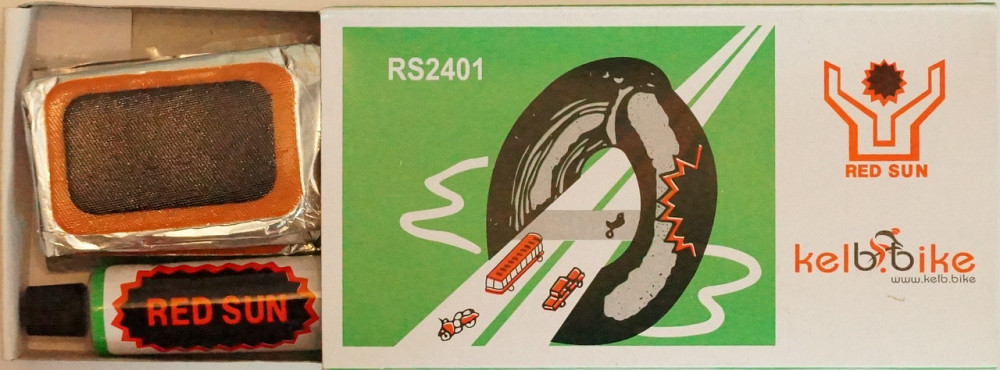 RS2401
RED SUN
kelb.bike
www.kelb.bike
RED SUN